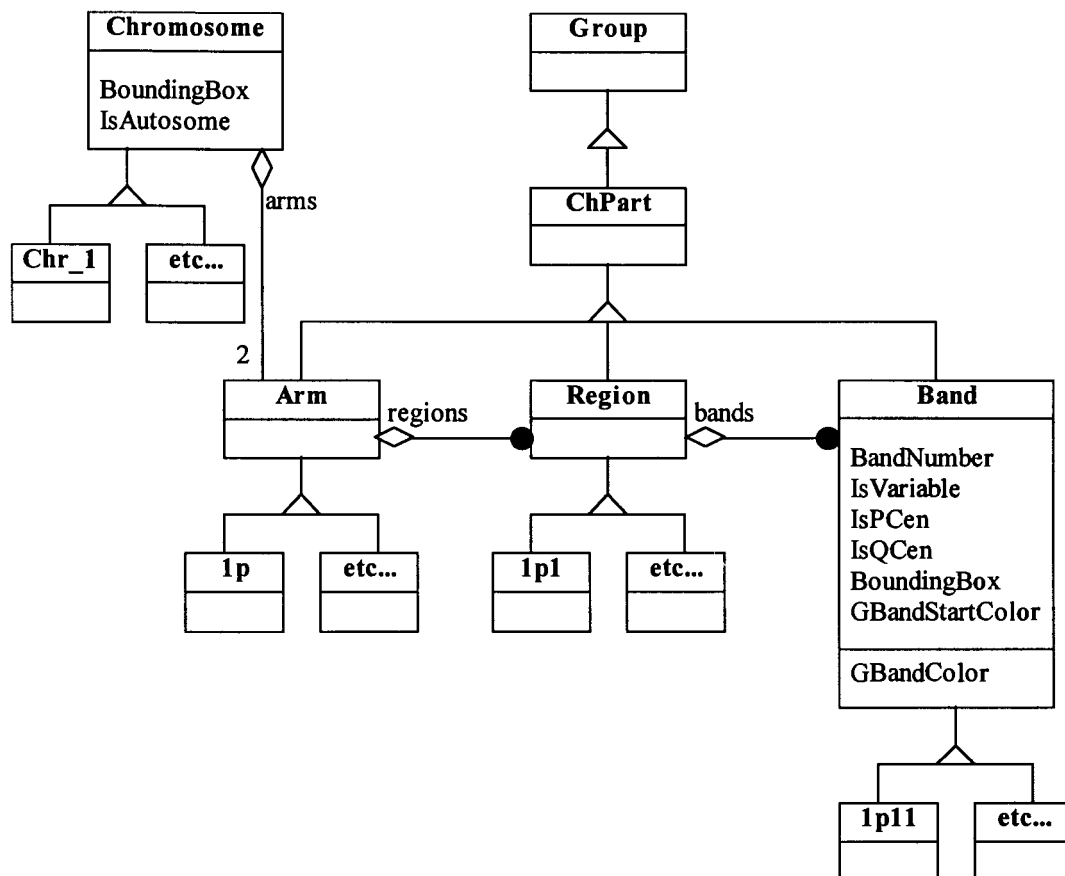 Chromosome
BoundingBox
IsAutosome
Group
ChPart
arms
Chr_1
etc...
2
Arm
regions
Region
bands
Band
BandNumber
IsVariable
IsPCen
IsQCen
BoundingBox
GBandStartColor
GBandColor
1p
etc...
1p1
etc...
1p11
etc...